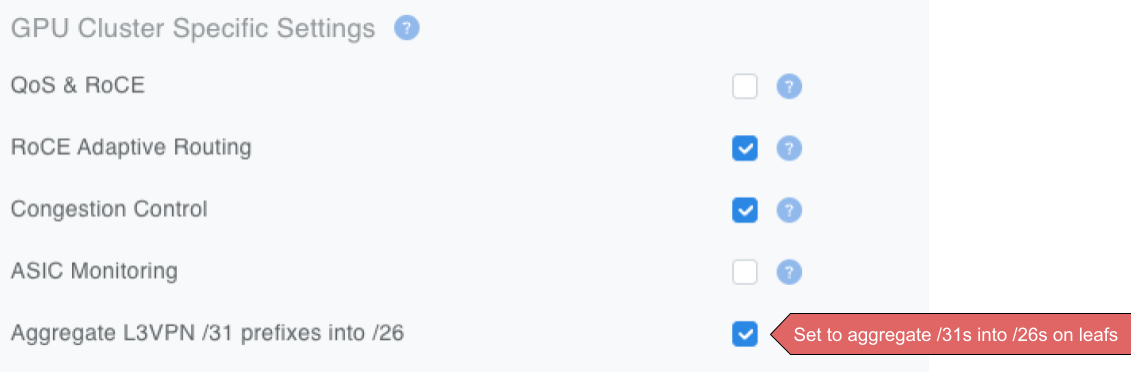 GPU Cluster Specific Settings ?
QoS & RoCE ?
RoCE Adaptive Routing ?
Congestion Control ?
ASIC Monitoring ?
Aggregate L3VPN /31 prefixes into /26 Set to aggregate /31s into /26s on leafs